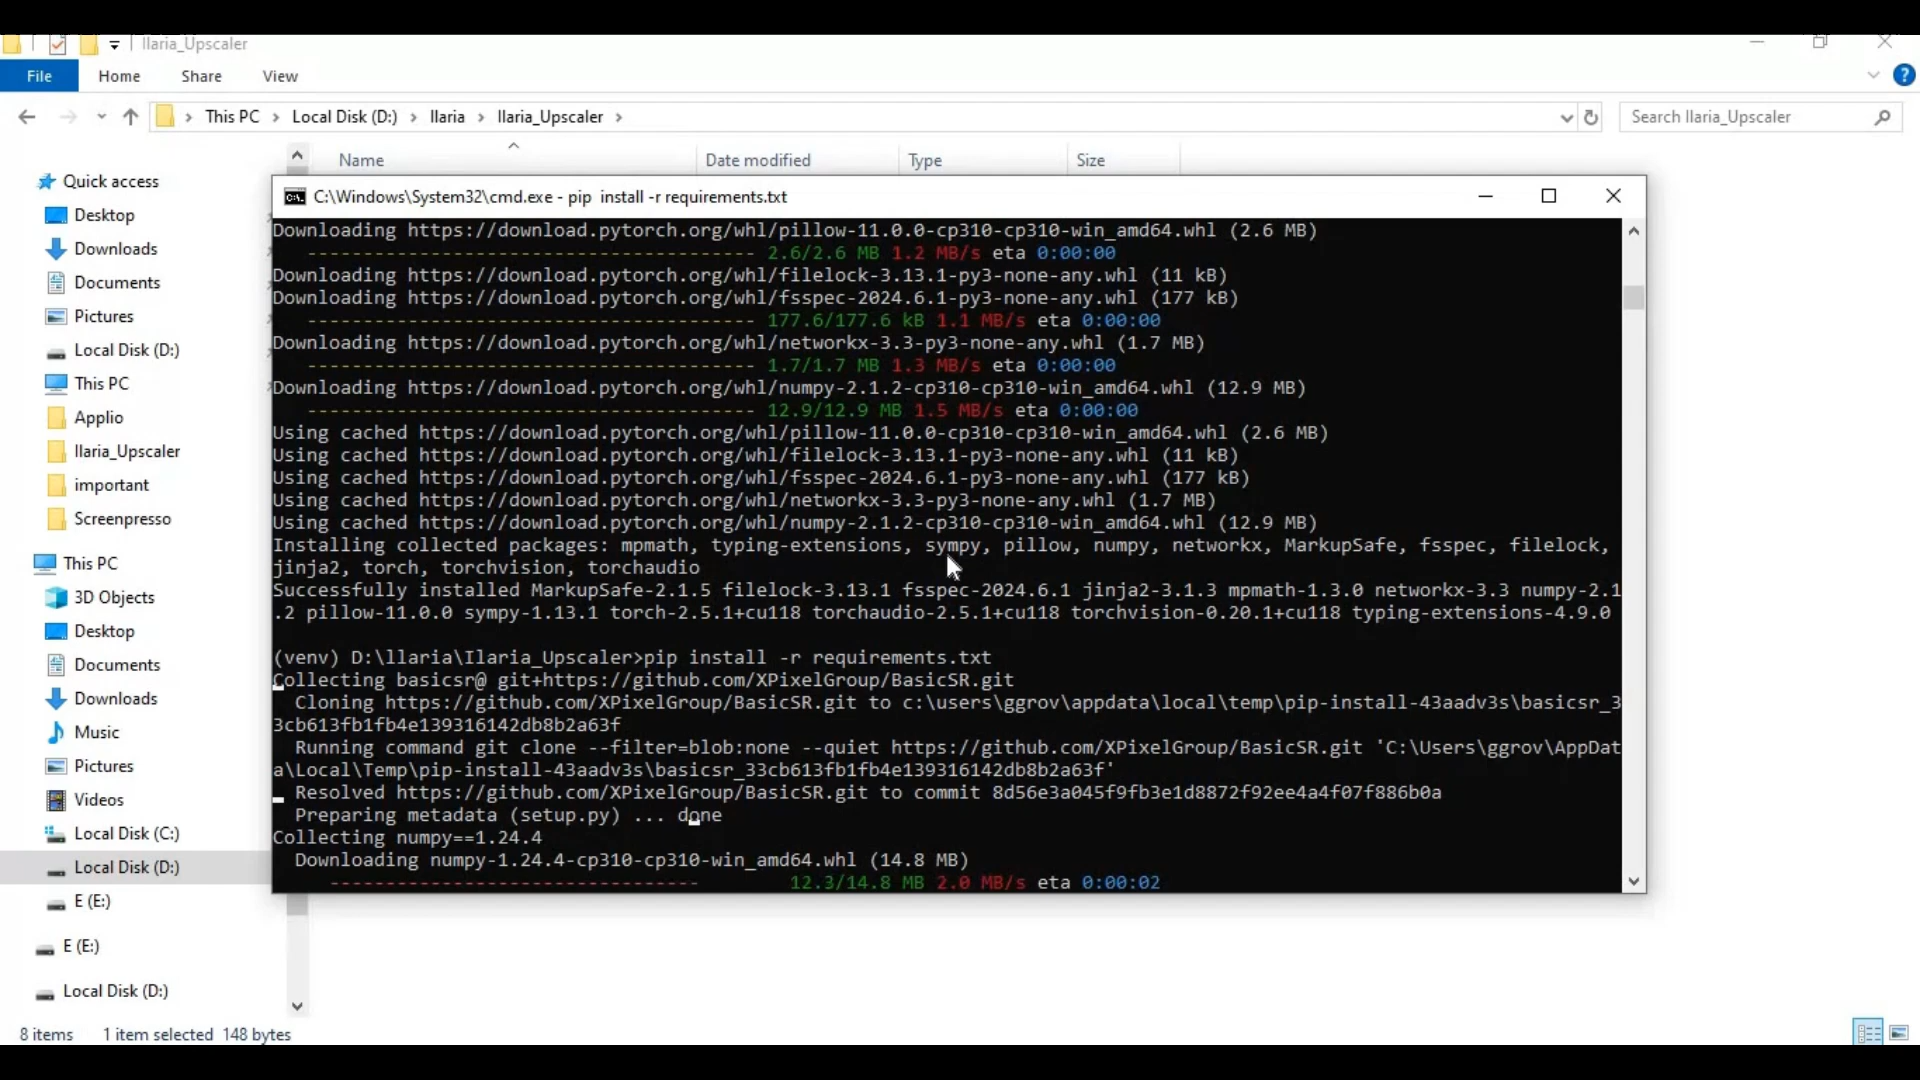 Ilaria_Upscaler
File Home Share View
This PC Local Disk (D:) Ilaria Ilaria_Upscaler
Search Ilaria_Upscaler
Name Date modified Type Size
Quick access
Desktop
Downloads
Documents
Pictures
Local Disk (D:)
This PC
Applio
Ilaria_Upscaler
important
Screenpresso
This PC
3D Objects
Desktop
Documents
Downloads
Music
Pictures
Videos
Local Disk (C:)
Local Disk (D:)
E (E:)
E (E:)
Local Disk (D:)
C:\Windows\System32\cmd.exe - pip install -r requirements.txt
Downloading https://download.pytorch.org/whl/pillow-11.0.0-cp310-cp310-win_amd64.whl (2.6 MB)
---------------------------------------- 2.6/2.6 MB 1.2 MB/s eta 0:00:00
Downloading https://download.pytorch.org/whl/filelock-3.13.1-py3-none-any.whl (11 kB)
Downloading https://download.pytorch.org/whl/fsspec-2024.6.1-py3-none-any.whl (177 kB)
---------------------------------------- 177.6/177.6 kB 1.1 MB/s eta 0:00:00
Downloading https://download.pytorch.org/whl/networkx-3.3-py3-none-any.whl (1.7 MB)
---------------------------------------- 1.7/1.7 MB 1.3 MB/s eta 0:00:00
Downloading https://download.pytorch.org/whl/numpy-2.1.2-cp310-cp310-win_amd64.whl (12.9 MB)
---------------------------------------- 12.9/12.9 MB 1.5 MB/s eta 0:00:00
Using cached https://download.pytorch.org/whl/pillow-11.0.0-cp310-cp310-win_amd64.whl (2.6 MB)
Using cached https://download.pytorch.org/whl/filelock-3.13.1-py3-none-any.whl (11 kB)
Using cached https://download.pytorch.org/whl/fsspec-2024.6.1-py3-none-any.whl (177 kB)
Using cached https://download.pytorch.org/whl/networkx-3.3-py3-none-any.whl (1.7 MB)
Using cached https://download.pytorch.org/whl/numpy-2.1.2-cp310-cp310-win_amd64.whl (12.9 MB)
Installing collected packages: mpmath, typing-extensions, sympy, pillow, numpy, networkx, MarkupSafe, fsspec, filelock,
jinja2, torch, torchvision, torchaudio
Successfully installed MarkupSafe-2.1.5 filelock-3.13.1 fsspec-2024.6.1 jinja2-3.1.3 mpmath-1.3.0 networkx-3.3 numpy-2.1
.2 pillow-11.0.0 sympy-1.13.1 torch-2.5.1+cu118 torchaudio-2.5.1+cu118 torchvision-0.20.1+cu118 typing-extensions-4.9.0
(venv) D:\llaria\Ilaria_Upscaler>pip install -r requirements.txt
Collecting basicsr@ git+https://github.com/XPixelGroup/BasicSR.git
Cloning https://github.com/XPixelGroup/BasicSR.git to c:\users\ggrov\appdata\local\temp\pip-install-43aadv3s\basicsr_3
3cb613fb1fb4e139316142db8b2a63f
Running command git clone --filter=blob:none --quiet https://github.com/XPixelGroup/BasicSR.git 'C:\Users\ggrov\AppDat
a\Local\Temp\pip-install-43aadv3s\basicsr_33cb613fb1fb4e139316142db8b2a63f'
Resolved https://github.com/XPixelGroup/BasicSR.git to commit 8d56e3a045f9fb3e1d8872f92ee4a4f07f886b0a
Preparing metadata (setup.py) ... done
Collecting numpy==1.24.4
Downloading numpy-1.24.4-cp310-cp310-win_amd64.whl (14.8 MB)
--------------------------------- 12.3/14.8 MB 2.0 MB/s eta 0:00:02
8 items 1 item selected 148 bytes